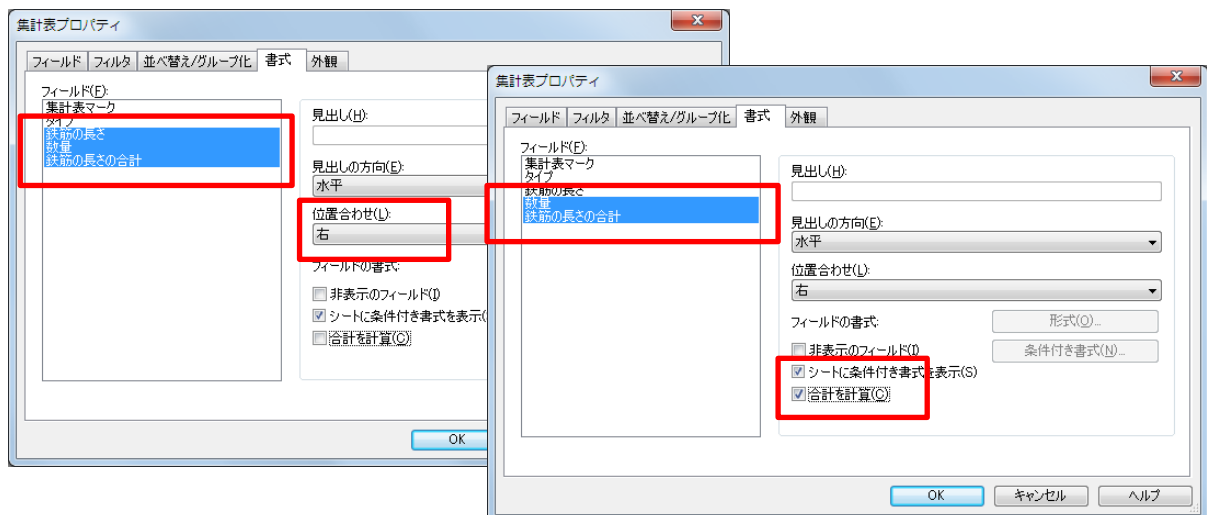 集計表プロパティ
フィールド フィルタ 並べ替え/グループ化 書式 外観
フィールド(F):
集計表マーク
タイプ
鉄筋の長さ
数量
鉄筋の長さの合計
見出し(H):
見出しの方向(E):
水平
位置合わせ(L):
右
フィールドの書式:
非表示のフィールド(I)
シートに条件付き書式を表示(
合計を計算(C)
OK
集計表プロパティ
フィールド フィルタ 並べ替え/グループ化 書式 外観
フィールド(F):
集計表マーク
タイプ
鉄筋の長さ
数量
鉄筋の長さの合計
見出し(H):
見出しの方向(E):
水平
位置合わせ(L):
右
フィールドの書式:
形式(O)...
非表示のフィールド(I)
条件付き書式(N)...
シートに条件付き書式を表示(S)
合計を計算(C)
OK キャンセル ヘルプ